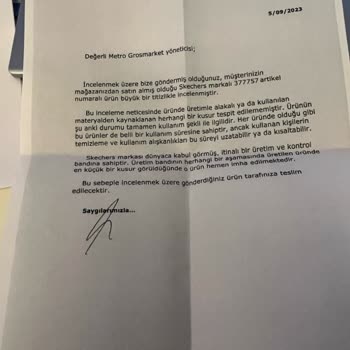 5/09/2023
Değerli Metro Grosmarket yöneticisi;
İncelenmek üzere bize göndermiş olduğunuz, müşterinizin
mağazanızdan satın almış olduğu Skechers markalı 377757 artikel
numaralı ürün büyük bir titizlikle incelenmiştir.
Bu inceleme neticesinde üründe üretimle alakalı ya da kullanılan
materyalden kaynaklanan herhangi bir kusur tespit edilememiştir. Ürünün
şu anki durumu tamamen kullanım şekli ile ilgilidir. Her üründe olduğu gibi
bu ürünler de belli bir kullanım süresine sahiptir, ancak kullanan kişilerin
temizleme ve kullanım alışkanlıkları bu süreyi uzatabilir ya da kısaltabilir.
Skechers markası dünyaca kabul görmüş, itinalı bir üretim ve kontrol
bandına sahiptir. Üretim bandının herhangi bir aşamasında üretilen üründe
en küçük bir kusur görüldüğünde o ürün hemen imha edilmektedir.
Bu sebeple incelenmek üzere gönderdiğiniz ürün tarafınıza teslim
edilecektir.
Saygılarımızla...